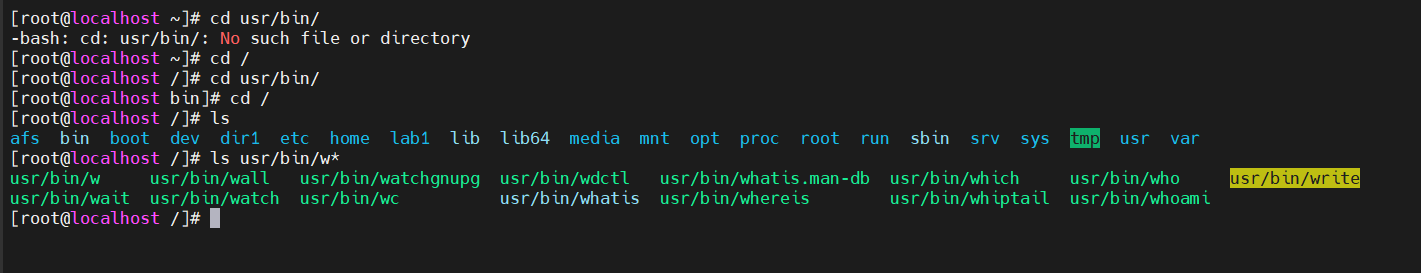 [root@localhost ~]# cd usr/bin/
-bash: cd: usr/bin/: No such file or directory
[root@localhost ~]# cd /
[root@localhost /]# cd usr/bin/
[root@localhost bin]# cd /
[root@localhost /]# ls
afs  bin  boot  dev  dir1  etc  home  lab1  lib  lib64  media  mnt  opt  proc  root  run  sbin  srv  sys  tmp  usr  var
[root@localhost /]# ls usr/bin/w*
usr/bin/w     usr/bin/wall   usr/bin/watchgnupg  usr/bin/wdctl   usr/bin/whatis.man-db  usr/bin/which     usr/bin/who     usr/bin/write
usr/bin/wait  usr/bin/watch  usr/bin/wc          usr/bin/whatis  usr/bin/whereis        usr/bin/whiptail  usr/bin/whoami
[root@localhost /]#